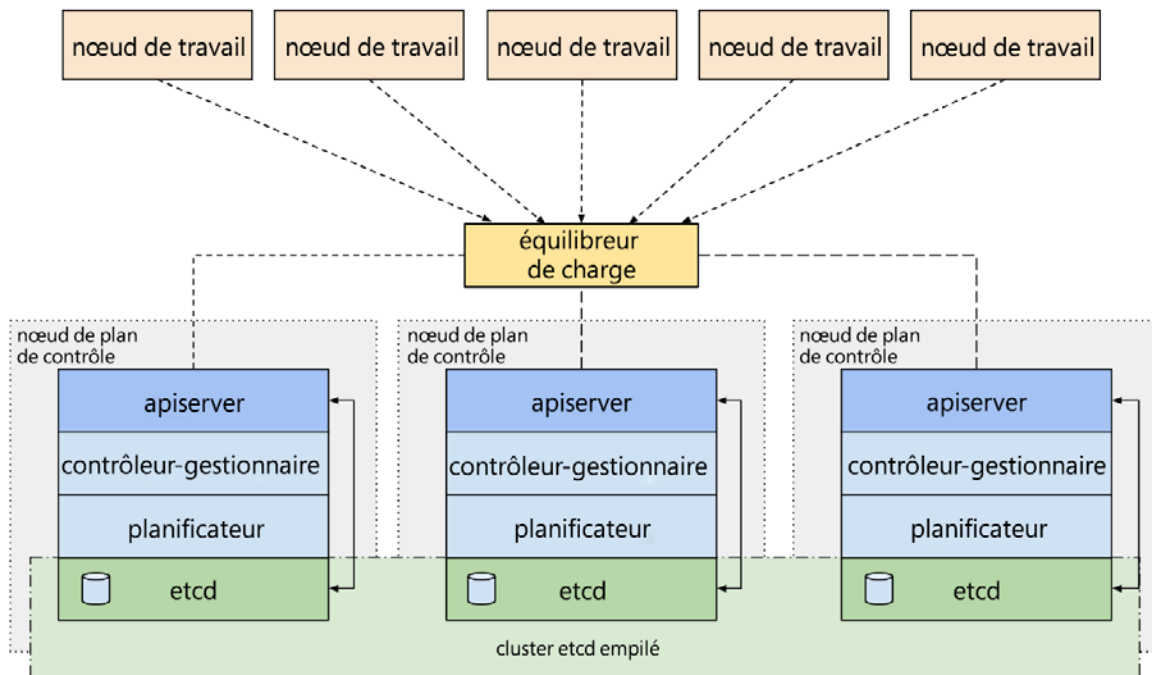 nœud de travail
nœud de travail
nœud de travail
nœud de travail
nœud de travail
équilibreur
de charge
nœud de plan
de contrôle
apiserver
contrôleur-gestionnaire
planificateur
etcd
nœud de plan
de contrôle
apiserver
contrôleur-gestionnaire
planificateur
etcd
nœud de plan
de contrôle
apiserver
contrôleur-gestionnaire
planificateur
etcd
cluster etcd empilé